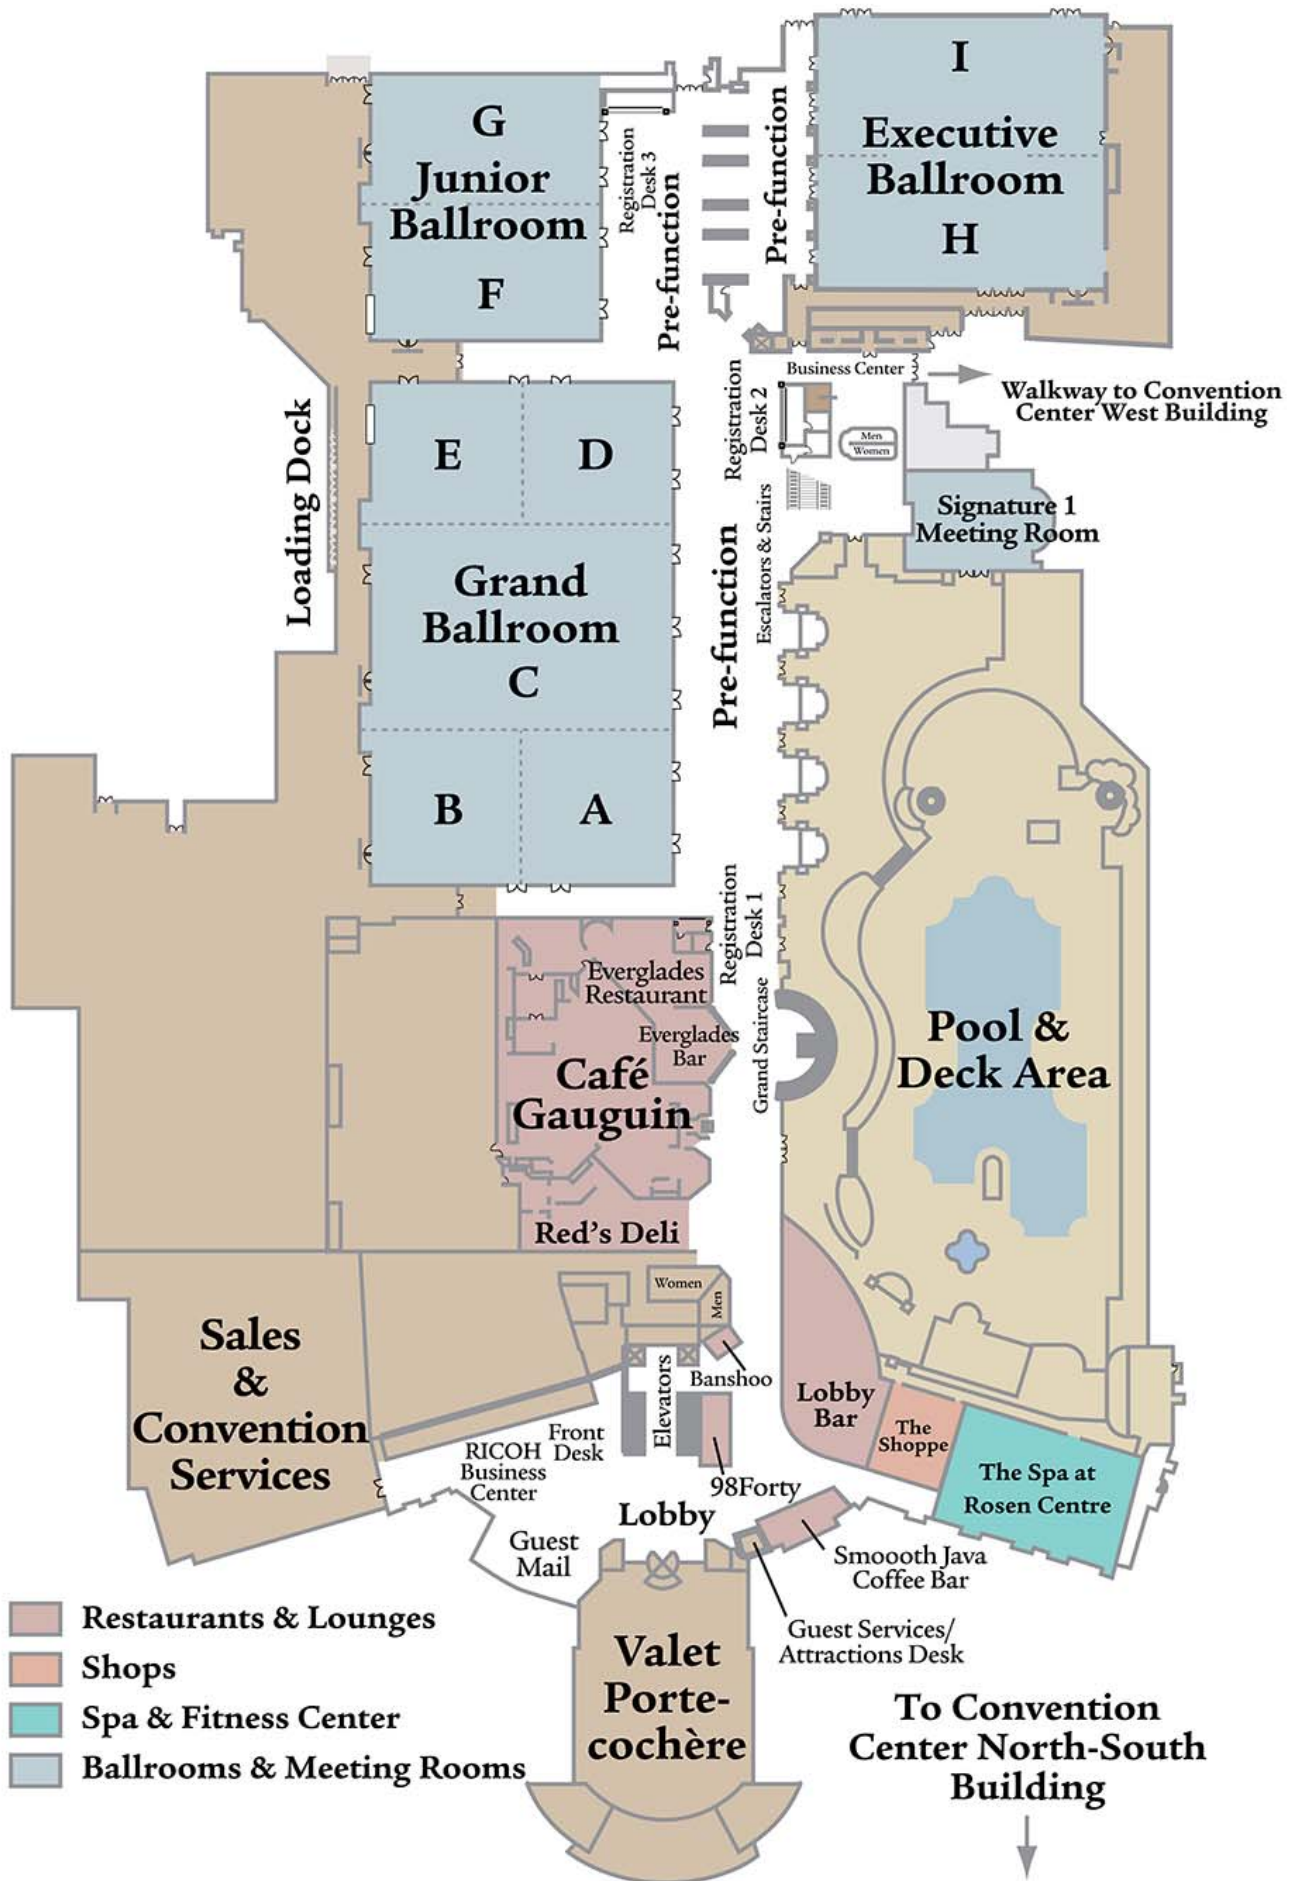 I
Executive
Ballroom
H
G
Junior
Ballroom
F
Registration
Desk 3
Pre-function
Pre-function
Business Center
Walkway to Convention
Center West Building
Registration
Desk 2
Men
Women
Loading Dock
E
D
Grand
Ballroom
C
B
A
Pre-function
Escalators & Stairs
Signature 1
Meeting Room
Registration
Desk 1
Everglades
Restaurant
Everglades
Bar
Grand Staircase
Café
Gauguin
Red's Deli
Pool &
Deck Area
Women
Men
Sales
&
Convention
Services
Elevators
Banshoo
Lobby
Bar
The
Shoppe
The Spa at
Rosen Centre
Front
Desk
RICOH
Business
Center
98Forty
Lobby
Guest
Mail
Smoooth Java
Coffee Bar
Guest Services/
Attractions Desk
Valet
Porte-
cochère
Restaurants & Lounges
Shops
Spa & Fitness Center
Ballrooms & Meeting Rooms
To Convention
Center North-South
Building